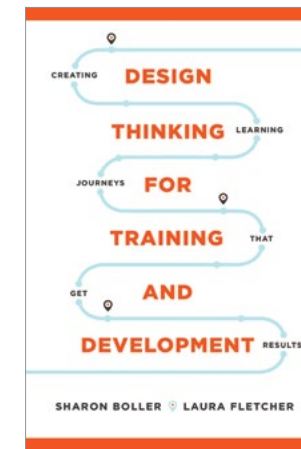 CREATING DESIGN
THINKING LEARNING
JOURNEYS FOR
TRAINING THAT
GET AND
DEVELOPMENT RESULTS
SHARON BOLLER LAURA FLETCHER